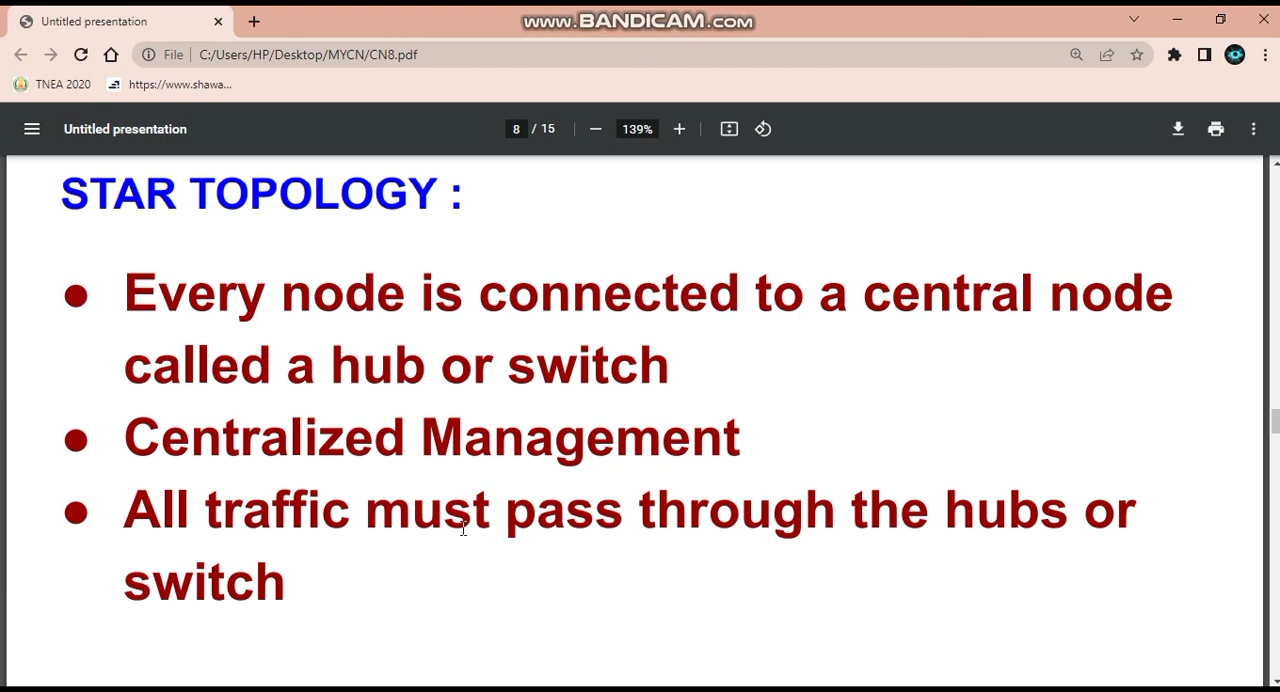 Untitled presentation
www.BANDICAM.com
File
C:/Users/HP/Desktop/MYCN/CN8.pdf
TNEA 2020
https://www.shawa...
Untitled presentation
8 / 15
139%
STAR TOPOLOGY :
● Every node is connected to a central node
called a hub or switch
● Centralized Management
● All traffic must pass through the hubs or
switch